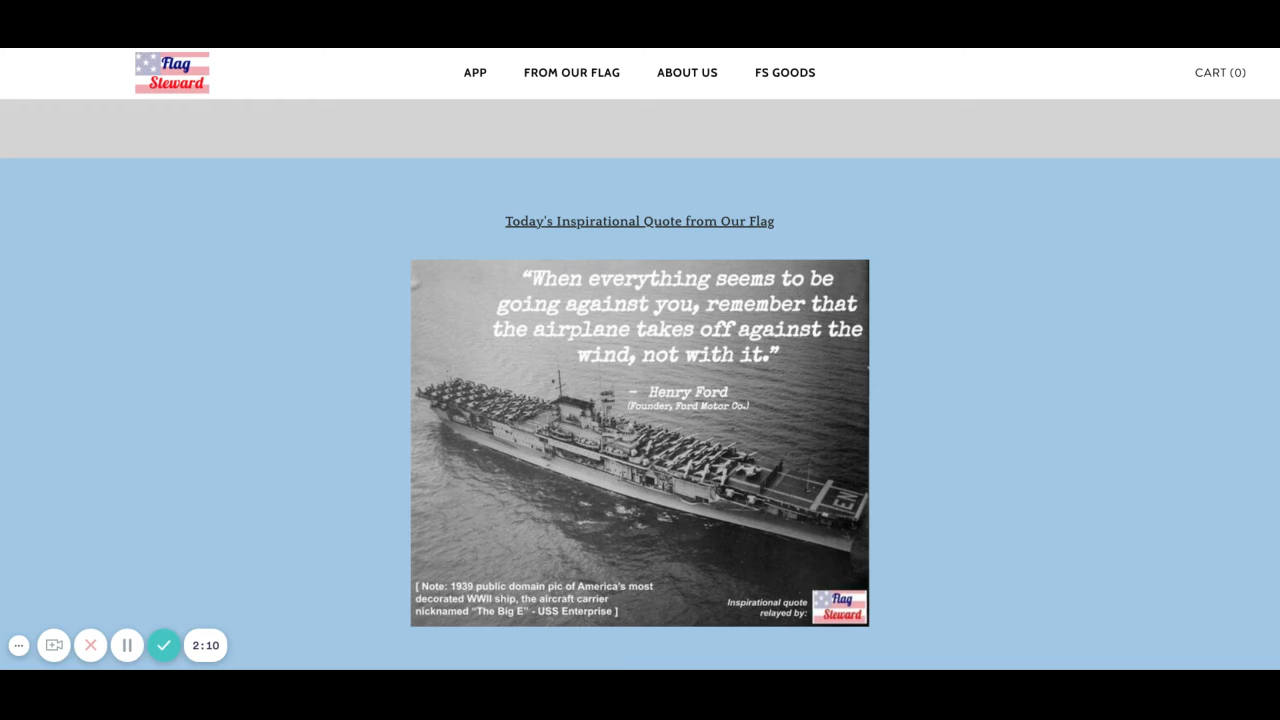 Flag
Steward
APP
FROM OUR FLAG
ABOUT US
FS GOODS
CART (0)
Today's Inspirational Quote from Our Flag
“When everything seems to be
going against you, remember that
the airplane takes off against the
wind, not with it.”
– Henry Ford
(Founder, Ford Motor Co.)
EN
[ Note: 1939 public domain pic of America's most
decorated WWII ship, the aircraft carrier
nicknamed “The Big E” - USS Enterprise ]
Inspirational quote
relayed by:
Flag
Steward
2:10